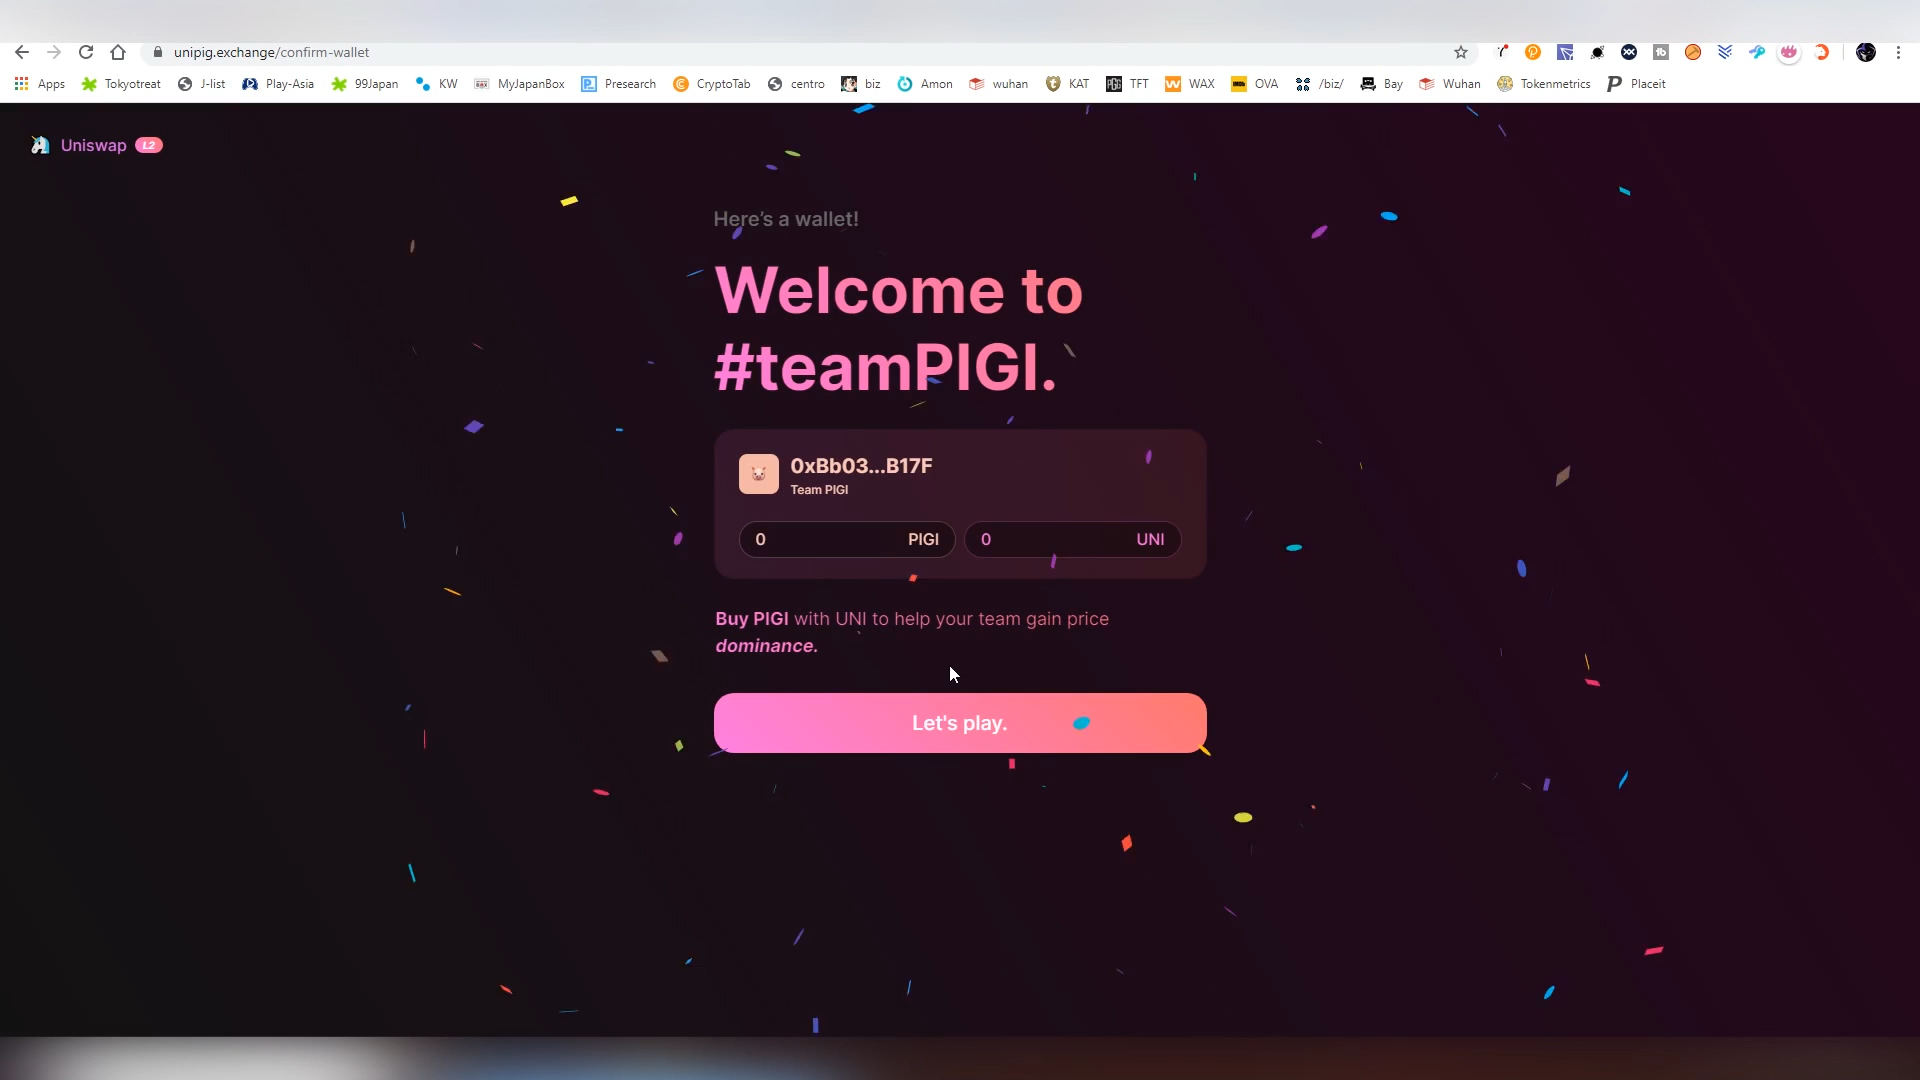 unipig.exchange/confirm-wallet
Apps Tokyotreat J-list Play-Asia 99Japan KW MyJapanBox Presearch CryptoTab centro biz Amon wuhan KAT TFT WAX OVA /biz/ Bay Wuhan Tokenmetrics Placeit
Uniswap L2
Here's a wallet!
Welcome to
#teamPIGI.
0xBb03...B17F
Team PIGI
0 PIGI 0 UNI
Buy PIGI with UNI to help your team gain price
dominance.
Let's play.